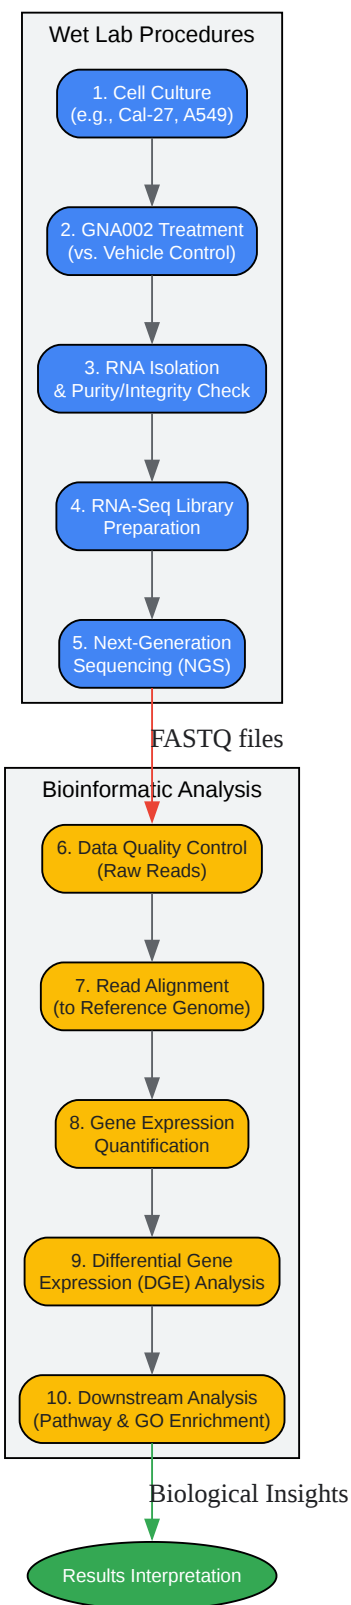 Wet Lab Procedures
1. Cell Culture
(e.g., Cal-27, A549)
2. GNA002 Treatment
(vs. Vehicle Control)
3. RNA Isolation
& Purity/Integrity Check
4. RNA-Seq Library
Preparation
5. Next-Generation
Sequencing (NGS)
FASTQ files
Bioinformatic Analysis
6. Data Quality Control
(Raw Reads)
7. Read Alignment
(to Reference Genome)
8. Gene Expression
Quantification
9. Differential Gene
Expression (DGE) Analysis
10. Downstream Analysis
(Pathway & GO Enrichment)
Biological Insights
Results Interpretation